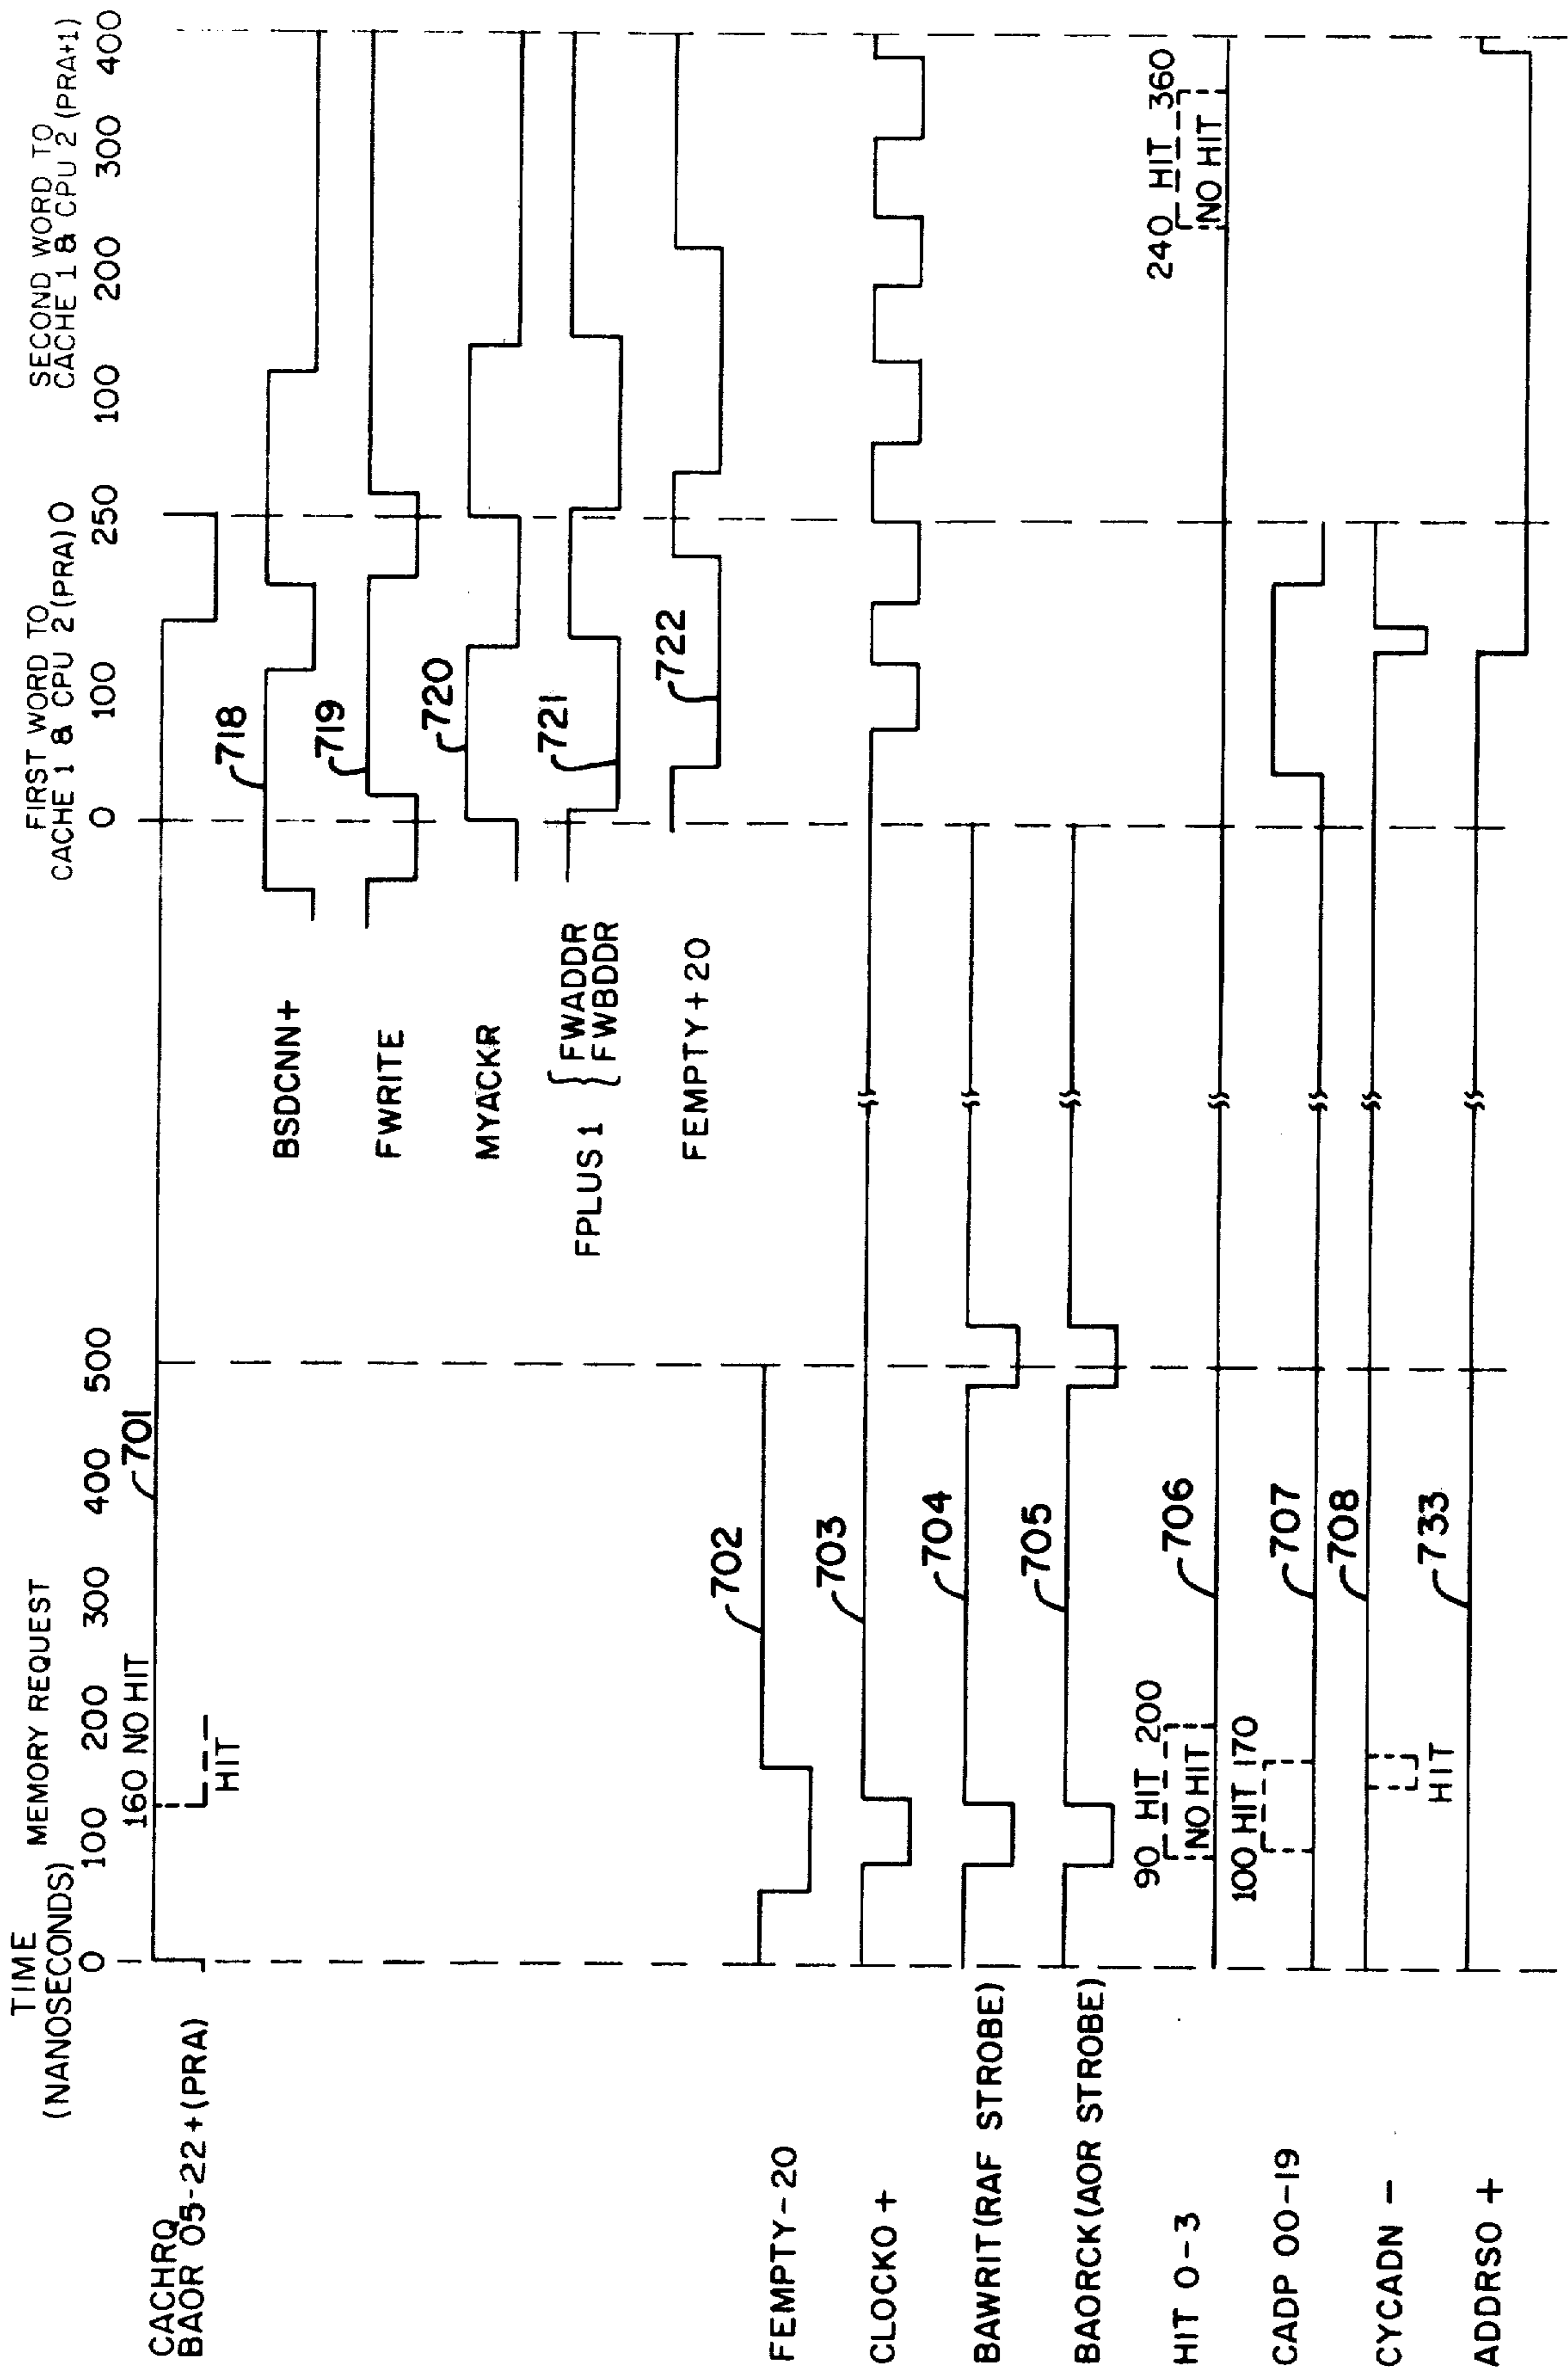 TIME
(NANOSECONDS)
MEMORY REQUEST
0 100 200 300 400 500
FIRST WORD TO
CACHE 1 & CPU 2 (PRA)
0 100 250
0
SECOND WORD TO
CACHE 1 & CPU 2 (PRA+1)
100 200 300 400
CACHRQ
BAOR 05-22+(PRA)
160 NO HIT
HIT
701
718
BSDCNN+
719
FWRITE
720
MYACKR
721
FPLUS 1 { FWADDR
FWBDDR
722
FEMPTY+20
FEMPTY-20
702
CLOCKO+
703
BAWRIT(RAF STROBE)
704
BAORCK(AOR STROBE)
705
HIT 0-3
90 HIT 200
NO HIT
706
240 HIT 360
NO HIT
CADP 00-19
100 HIT 170
707
CYCADN -
HIT
708
ADDRSO +
733